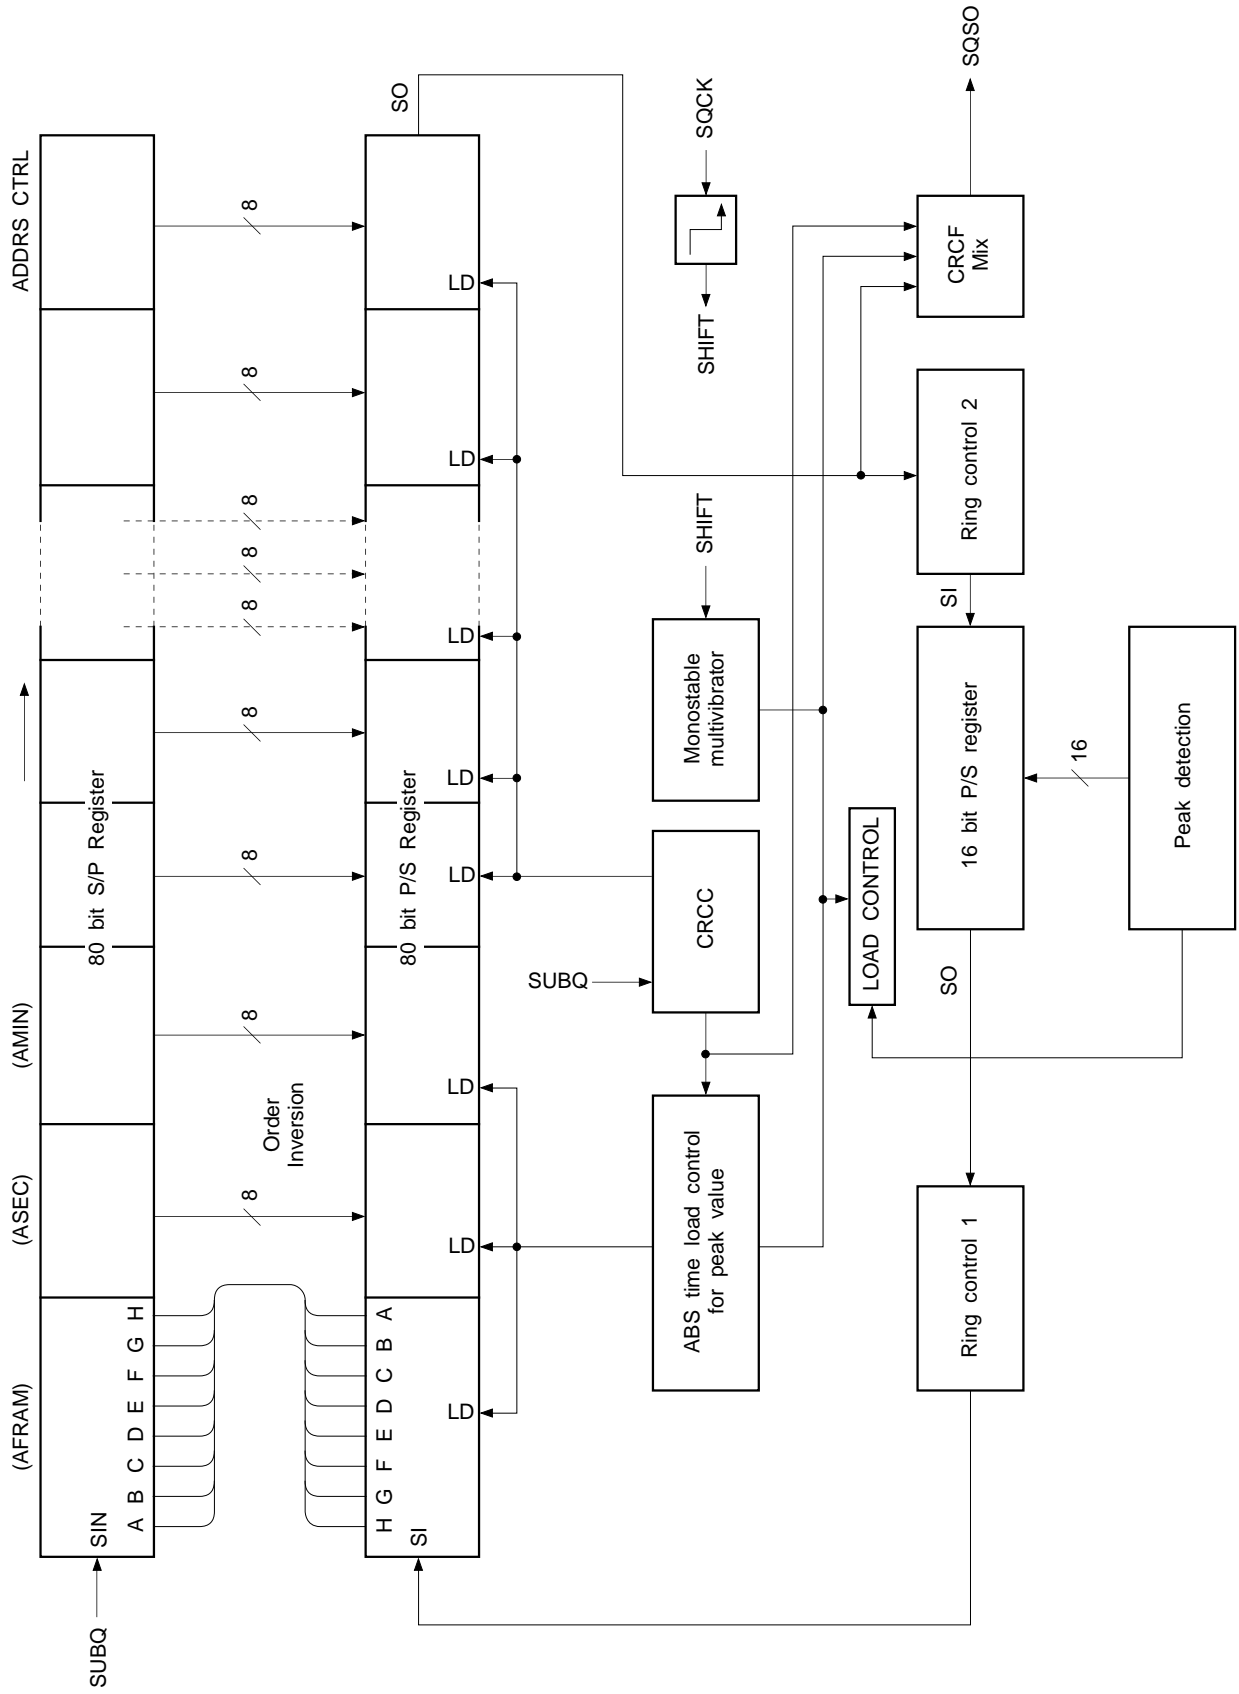 ADDRS CTRL
(AMIN)
(ASEC)
(AFRAM)
SUBQ
SIN
A B C D E F G H
80 bit S/P Register
8
8
8
8
8
8
8
8
8
Order
Inversion
H G F E D C B A
SI
80 bit P/S Register
SO
LD
LD
LD
LD
LD
LD
LD
LD
SUBQ
CRCC
ABS time load control
for peak value
Monostable
multivibrator
SHIFT
SHIFT
SQCK
LOAD CONTROL
CRCF
Mix
SQSO
Ring control 2
SI
16 bit P/S register
SO
Ring control 1
16
Peak detection